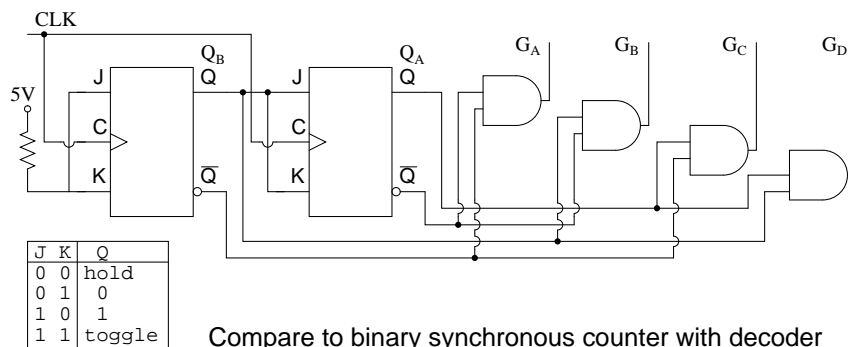 CLK
Q_B Q_A G_A G_B G_C G_D
J Q J Q
5V
C C
K Q̅ K Q̅
J K Q
0 0 hold
0 1 0
1 0 1
1 1 toggle
Compare to binary synchronous counter with decoder